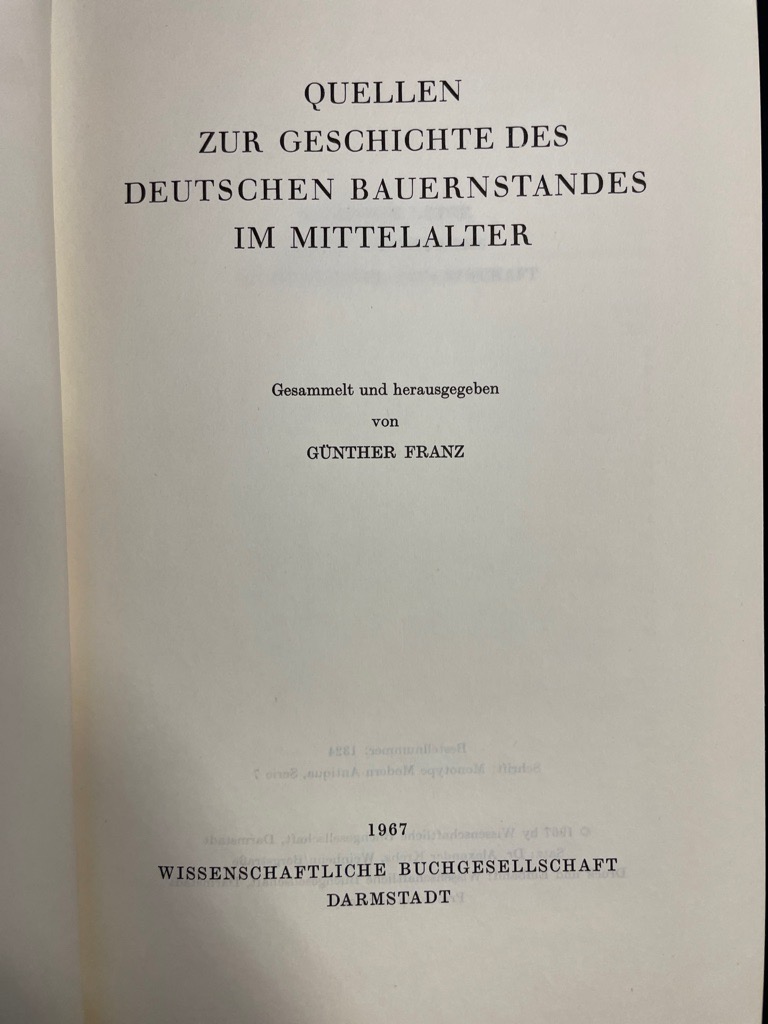 QUELLEN
ZUR GESCHICHTE DES
DEUTSCHEN BAUERNSTANDES
IM MITTELALTER
Gesammelt und herausgegeben
von
GÜNTHER FRANZ
1967
WISSENSCHAFTLICHE BUCHGESELLSCHAFT
DARMSTADT